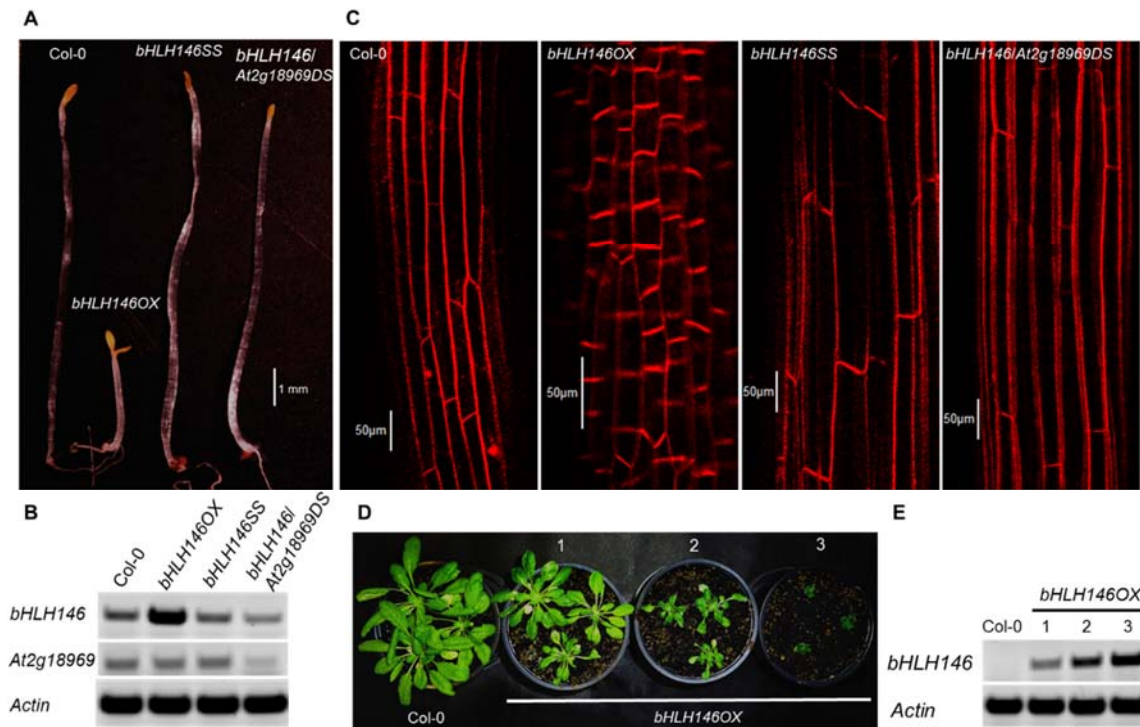 A
Col-0
bHLH146SS
bHLH146/
At2g18969DS
bHLH146OX
1 mm
C
Col-0
bHLH146OX
bHLH146SS
bHLH146/At2g18969DS
50μm
50μm
50μm
50μm
B
Col-0
bHLH146OX
bHLH146SS
bHLH146/
At2g18969DS
bHLH146
At2g18969
Actin
D
1
2
3
Col-0
bHLH146OX
E
bHLH146OX
Col-0
1
2
3
bHLH146
Actin